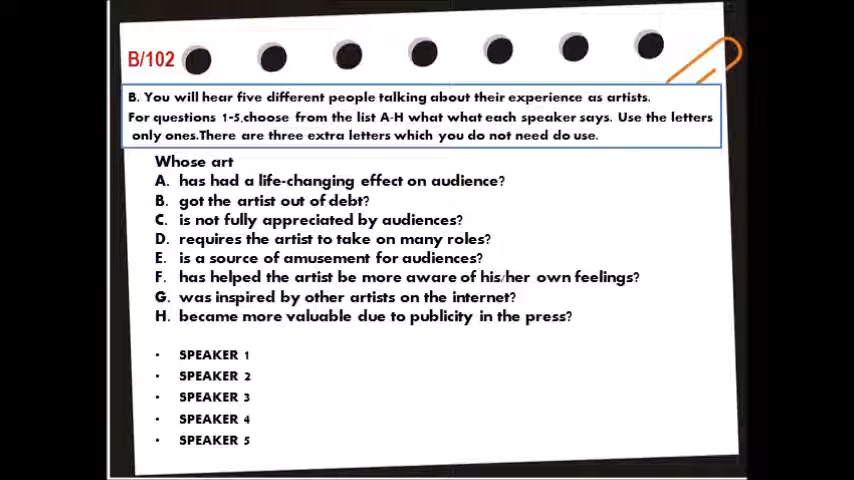 B/102
B. You will hear five different people talking about their experience as artists.
For questions 1-5,choose from the list A-H what what each speaker says. Use the letters
only ones.There are three extra letters which you do not need do use.
Whose art
A. has had a life-changing effect on audience?
B. got the artist out of debt?
C. is not fully appreciated by audiences?
D. requires the artist to take on many roles?
E. is a source of amusement for audiences?
F. has helped the artist be more aware of his/her own feelings?
G. was inspired by other artists on the internet?
H. became more valuable due to publicity in the press?
• SPEAKER 1
• SPEAKER 2
• SPEAKER 3
• SPEAKER 4
• SPEAKER 5